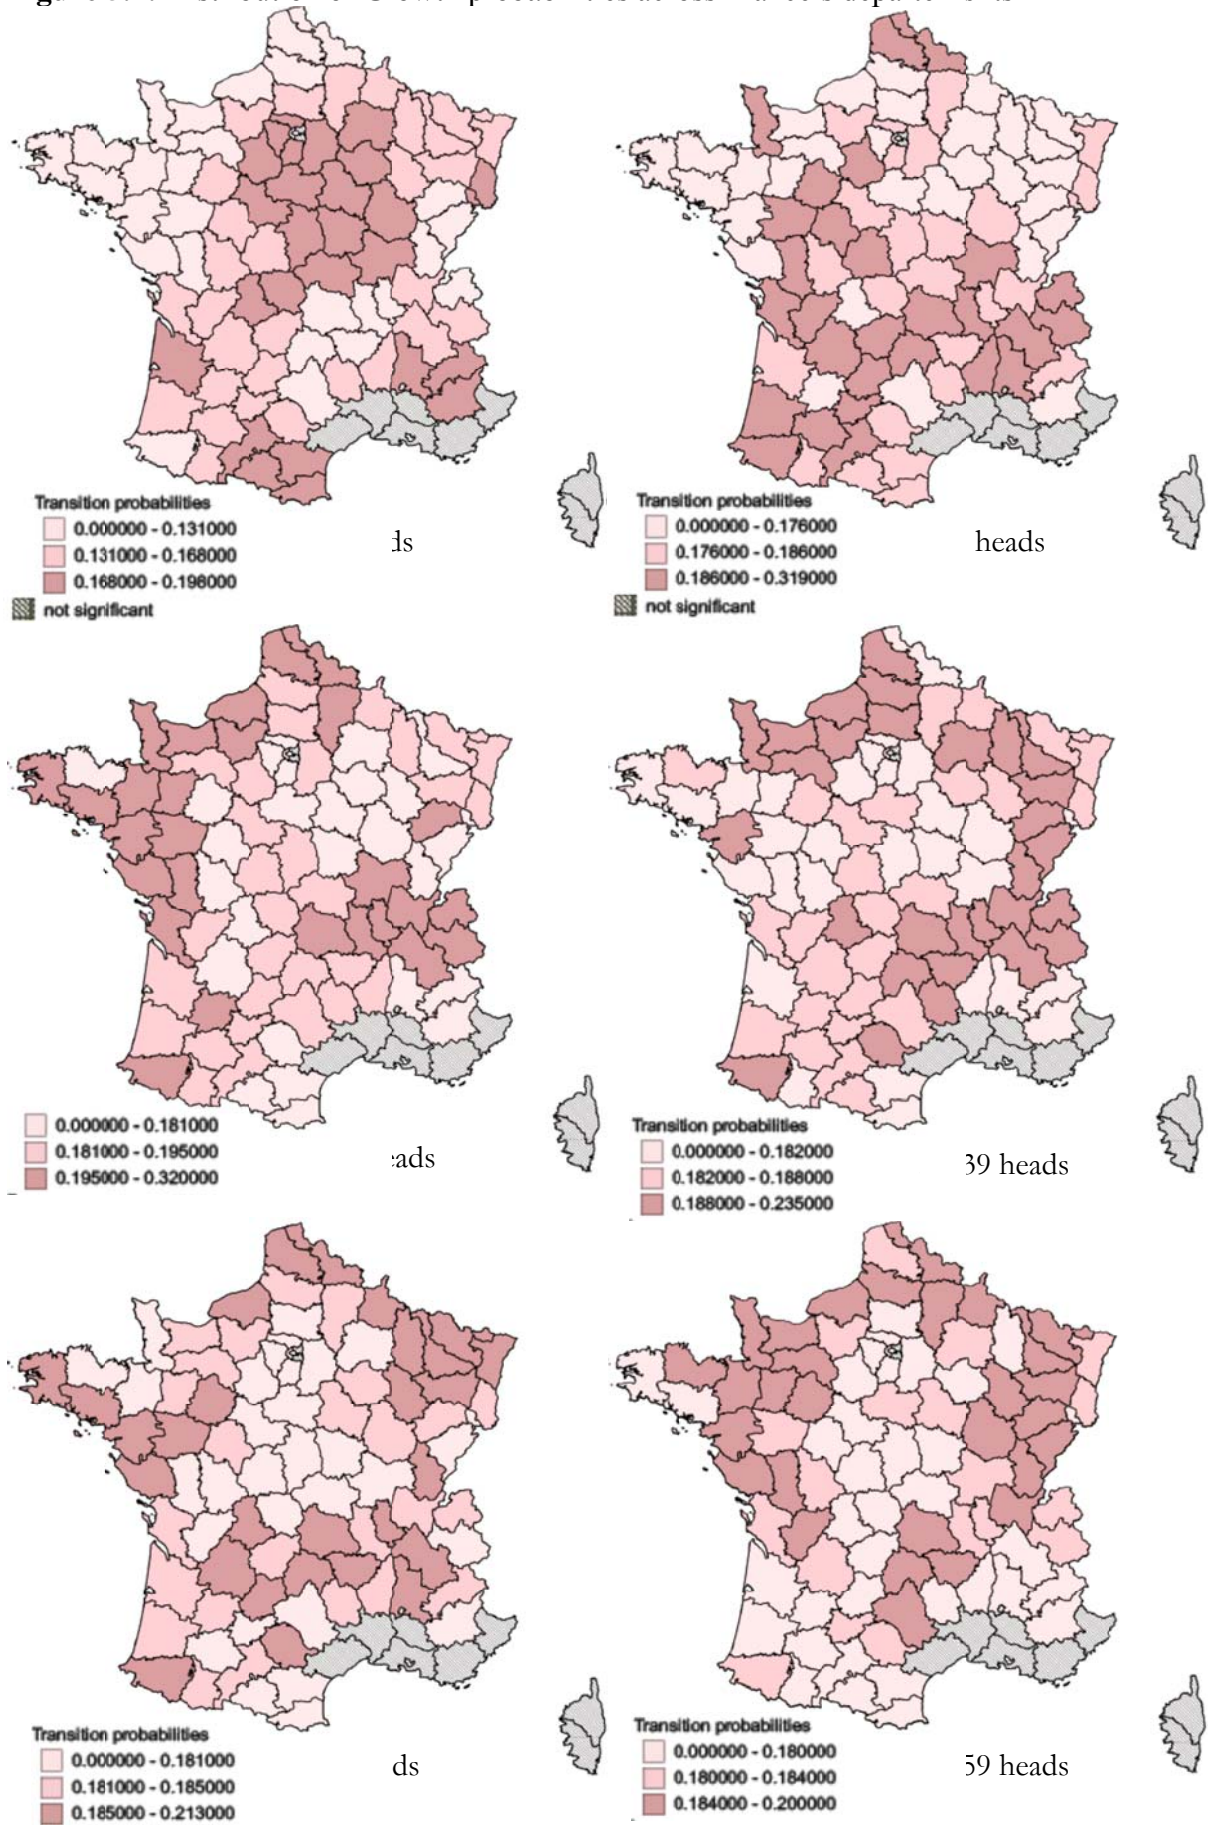 Transition probabilities
0.000000 - 0.131000
0.131000 - 0.168000
0.168000 - 0.198000
not significant
ds
Transition probabilities
0.000000 - 0.176000
0.176000 - 0.186000
0.186000 - 0.319000
not significant
heads
0.000000 - 0.181000
0.181000 - 0.195000
0.195000 - 0.320000
eads
Transition probabilities
0.000000 - 0.182000
0.182000 - 0.188000
0.188000 - 0.235000
39 heads
Transition probabilities
0.000000 - 0.181000
0.181000 - 0.185000
0.185000 - 0.213000
ds
Transition probabilities
0.000000 - 0.180000
0.180000 - 0.184000
0.184000 - 0.200000
59 heads